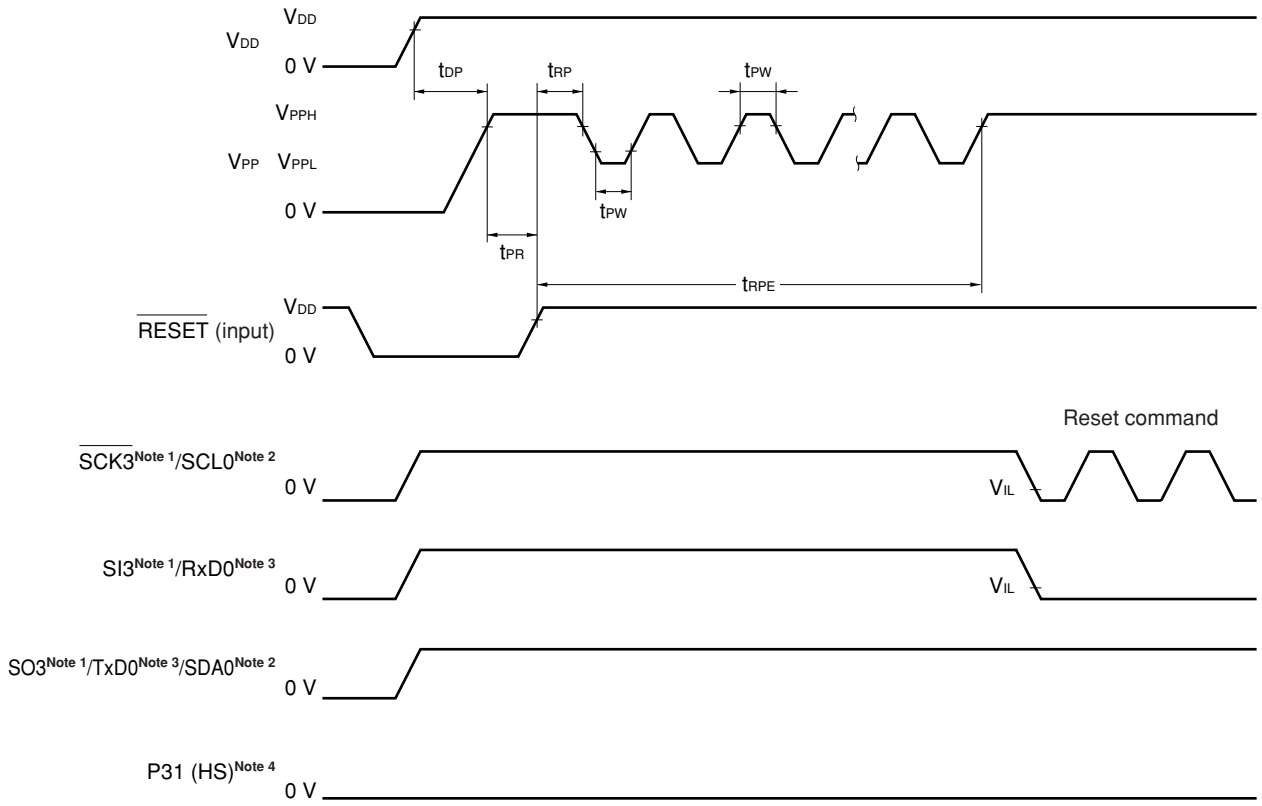 VDD
VDD
0 V
tDP
tRP
tPW
VPPH
VPP VPPL
tPW
0 V
tPR
tRPE
VDD
RESET (input)
0 V
Reset command
SCK3Note 1/SCL0Note 2
0 V
VIL
SI3Note 1/RxD0Note 3
0 V
VIL
SO3Note 1/TxD0Note 3/SDA0Note 2
0 V
P31 (HS)Note 4
0 V